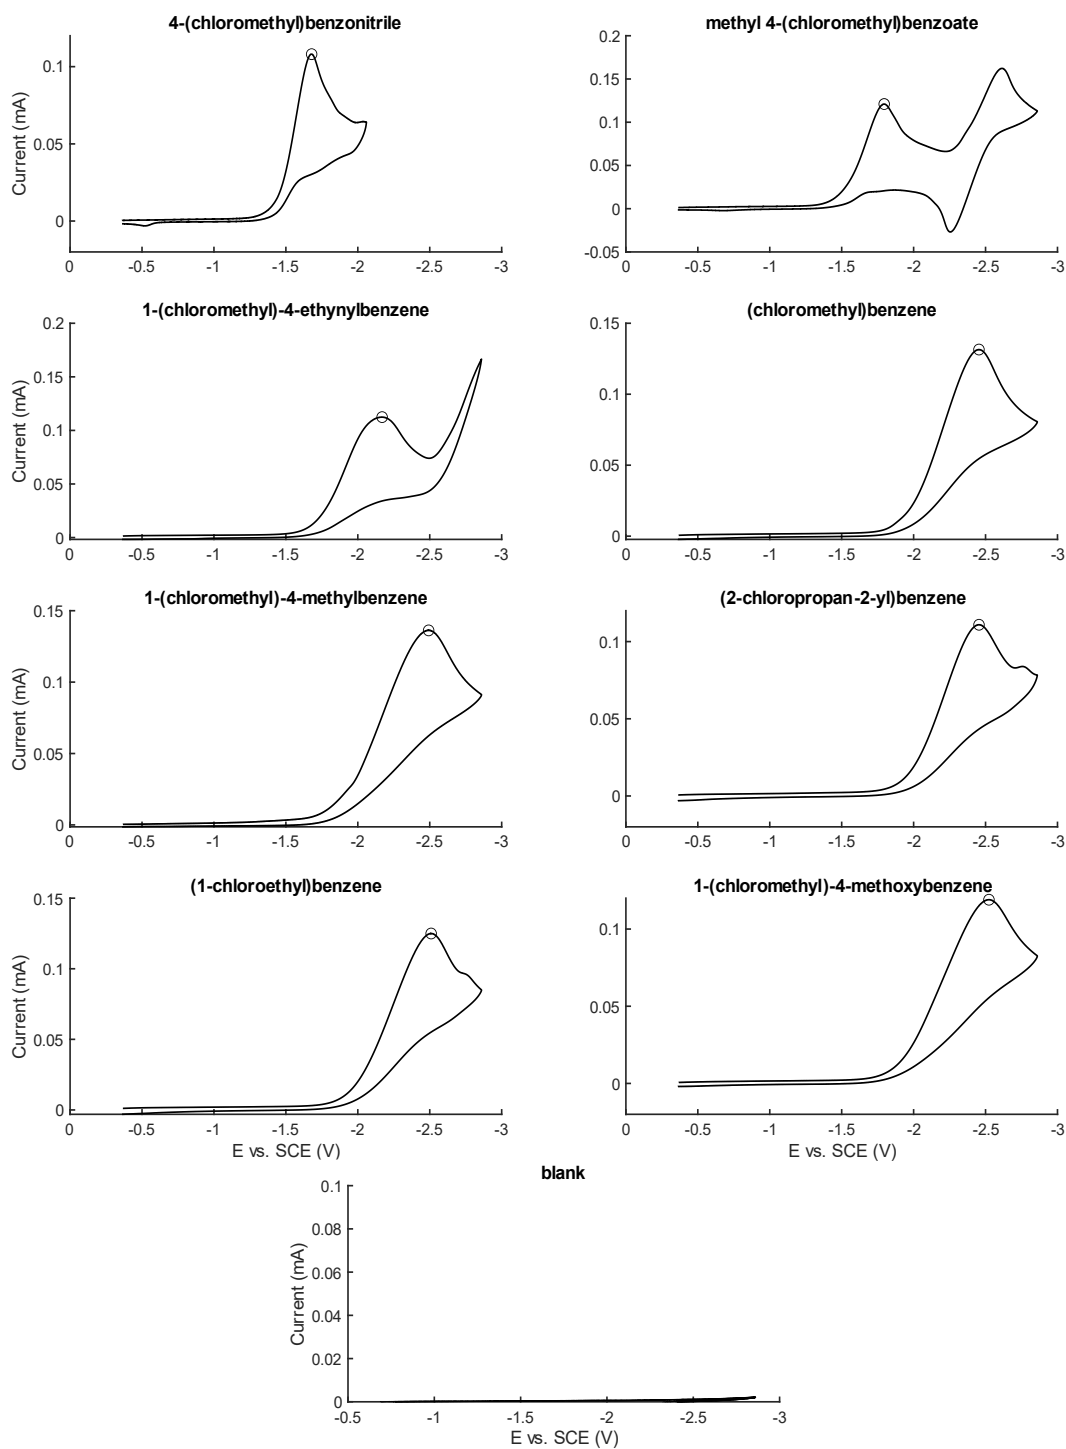 4-(chloromethyl)benzonitrile
0.1
0.05
0
Current (mA)
0 -0.5 -1 -1.5 -2 -2.5 -3
methyl 4-(chloromethyl)benzoate
0.2
0.15
0.1
0.05
0
-0.05
0 -0.5 -1 -1.5 -2 -2.5 -3
1-(chloromethyl)-4-ethynylbenzene
0.2
0.15
0.1
0.05
0
Current (mA)
0 -0.5 -1 -1.5 -2 -2.5 -3
(chloromethyl)benzene
0.15
0.1
0.05
0
0 -0.5 -1 -1.5 -2 -2.5 -3
1-(chloromethyl)-4-methylbenzene
0.15
0.1
0.05
0
Current (mA)
0 -0.5 -1 -1.5 -2 -2.5 -3
(2-chloropropan-2-yl)benzene
0.1
0.05
0
0 -0.5 -1 -1.5 -2 -2.5 -3
(1-chloroethyl)benzene
0.15
0.1
0.05
0
Current (mA)
0 -0.5 -1 -1.5 -2 -2.5 -3
E vs. SCE (V)
1-(chloromethyl)-4-methoxybenzene
0.1
0.05
0
0 -0.5 -1 -1.5 -2 -2.5 -3
E vs. SCE (V)
blank
0.1
0.08
0.06
0.04
0.02
0
Current (mA)
-0.5 -1 -1.5 -2 -2.5 -3
E vs. SCE (V)